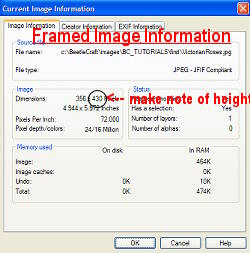 Current Image Information
Image Information Creator Information EXIF Information
Framed Image Information
Source file
File name: c:\BeetleCraft\images\BC_TUTORIALS\first\VictorianRoses.jpg
File type: JPEG - JFIF Compliant
Image Status
Dimensions: 356 x 430
<-- make note of height
4.944 x 5.972 Inches Has a selection: Yes
Pixels Per Inch: 72.000 Number of layers: 1
Pixel depth/colors: 24/16 Million Number of alphas: 0
Memory used
On disk: In RAM
Image: 464K
Image cache: 0K
Undo: 0K 10K
Total: 0K 474K
OK Cancel Help